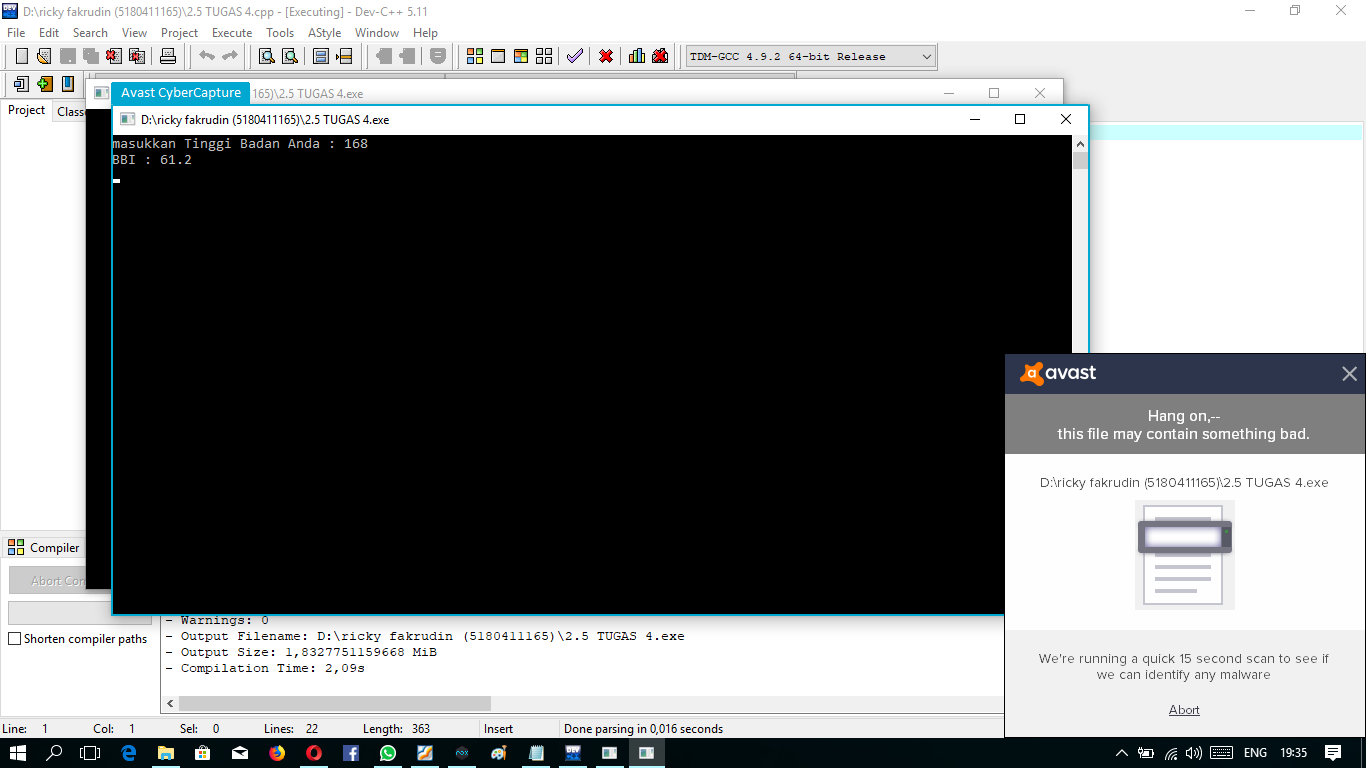 D:\ricky fakrudin (5180411165)\2.5 TUGAS 4.cpp - [Executing] - Dev-C++ 5.11
File Edit Search View Project Execute Tools AStyle Window Help
TDM-GCC 4.9.2 64-bit Release
Avast CyberCapture 165)\2.5 TUGAS 4.exe
Project Class
D:\ricky fakrudin (5180411165)\2.5 TUGAS 4.exe
masukkan Tinggi Badan Anda : 168
BBI : 61.2
avast
Hang on,--
this file may contain something bad.
D:\ricky fakrudin (5180411165)\2.5 TUGAS 4.exe
We're running a quick 15 second scan to see if
we can identify any malware
Abort
Compiler
Abort Com
Shorten compiler paths
- Warnings: 0
- Output Filename: D:\ricky fakrudin (5180411165)\2.5 TUGAS 4.exe
- Output Size: 1,8327751159668 MiB
- Compilation Time: 2,09s
Line: 1 Col: 1 Sel: 0 Lines: 22 Length: 363 Insert Done parsing in 0,016 seconds
ENG 19:35